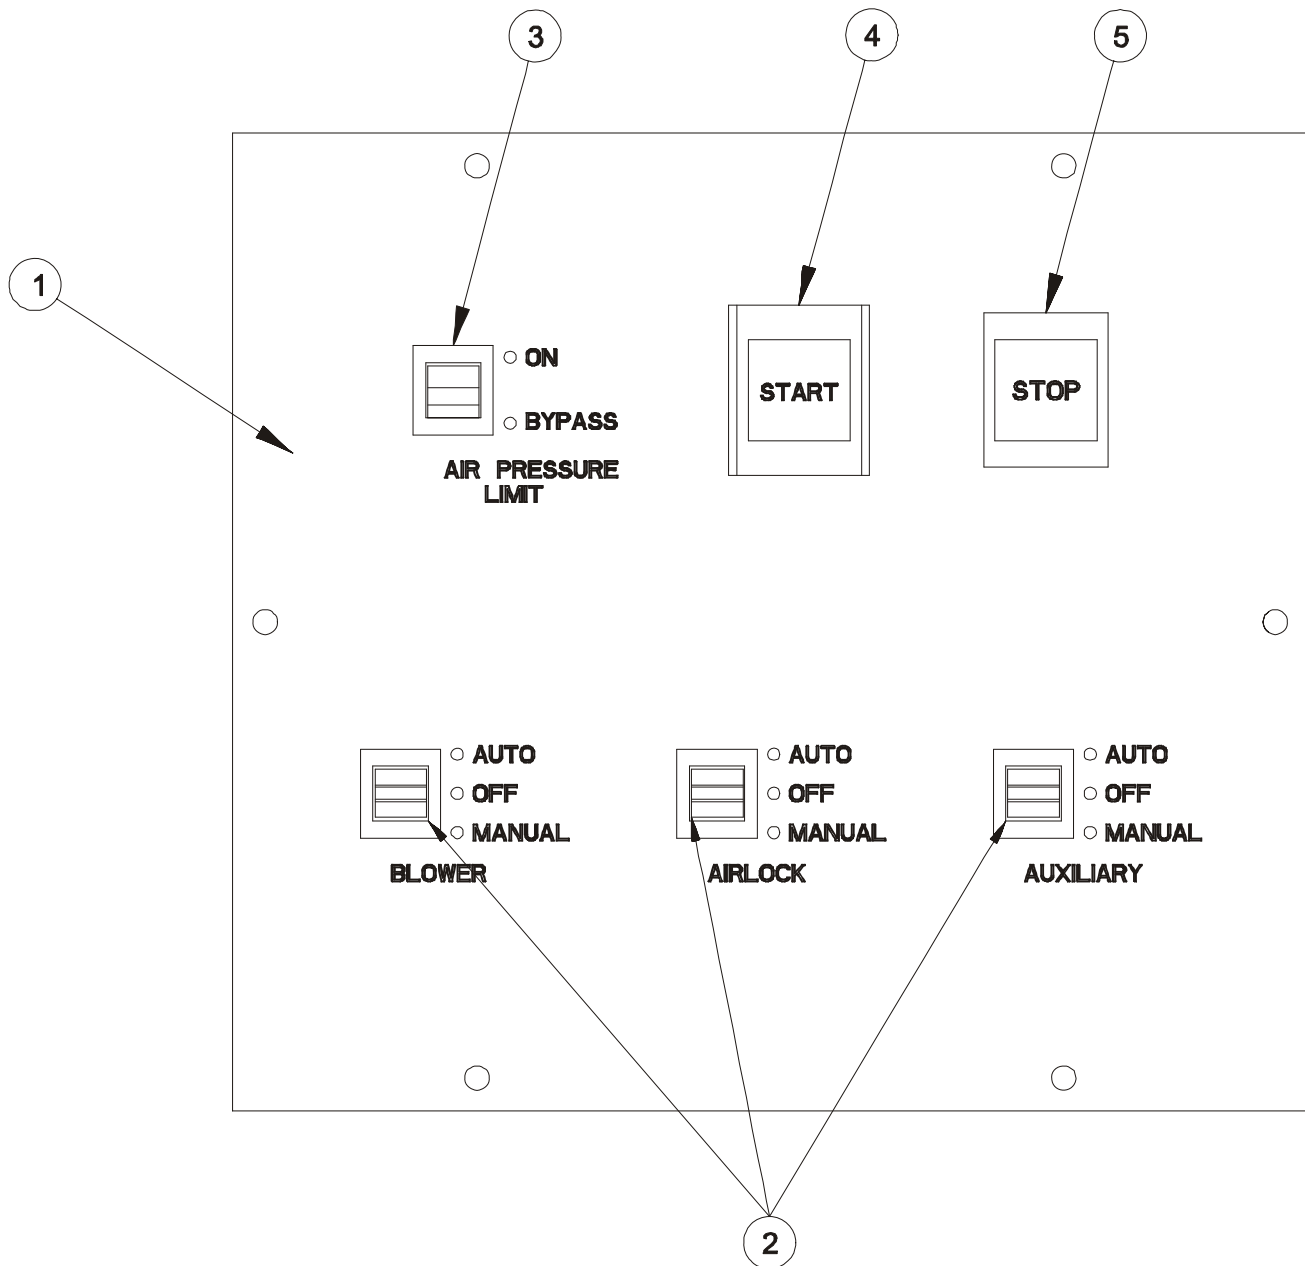 3
4
5
1
ON
BYPASS
AIR PRESSURE
LIMIT
START
STOP
AUTO
OFF
MANUAL
BLOWER
AUTO
OFF
MANUAL
AIRLOCK
AUTO
OFF
MANUAL
AUXILIARY
2